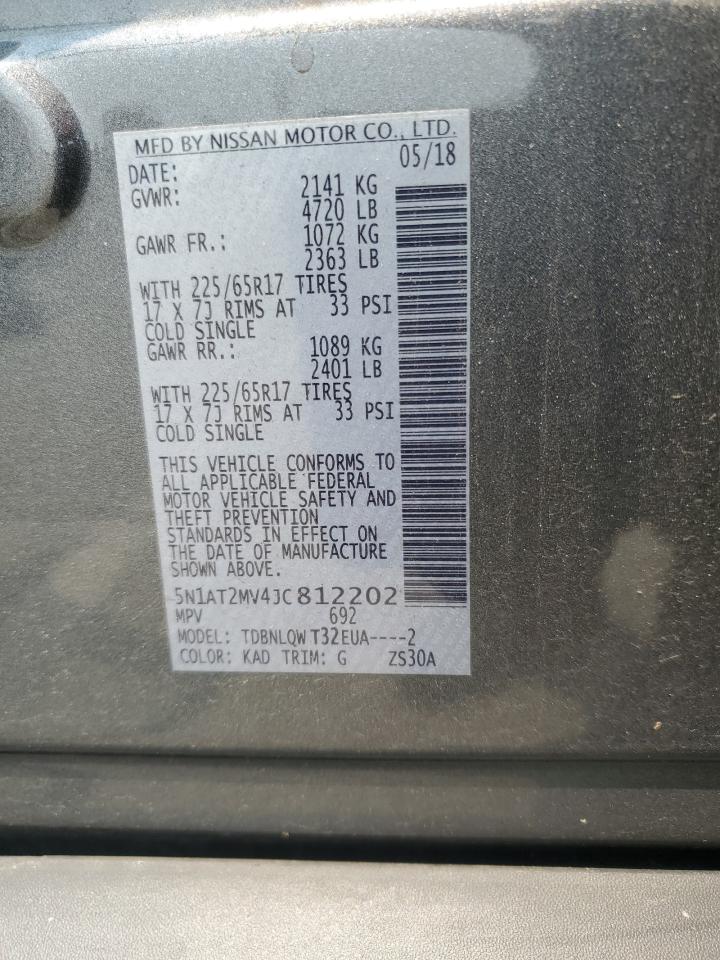 MFD BY NISSAN MOTOR CO., LTD.
DATE: 05/18
GVWR: 2141 KG
4720 LB
GAWR FR.: 1072 KG
2363 LB
WITH 225/65R17 TIRES
17 X 7J RIMS AT 33 PSI
COLD SINGLE
GAWR RR.: 1089 KG
2401 LB
WITH 225/65R17 TIRES
17 X 7J RIMS AT 33 PSI
COLD SINGLE
THIS VEHICLE CONFORMS TO
ALL APPLICABLE FEDERAL
MOTOR VEHICLE SAFETY AND
THEFT PREVENTION
STANDARDS IN EFFECT ON
THE DATE OF MANUFACTURE
SHOWN ABOVE.
5N1AT2MV4JC812202
MPV 692
MODEL: TDBNLQW T32EUA----2
COLOR: KAD TRIM: G ZS30A